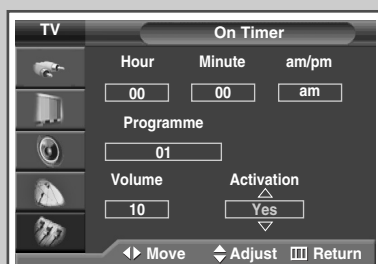 TV On Timer
Hour Minute am/pm
00 00 am
Programme
01
Volume Activation
10 Yes
Move Adjust Return